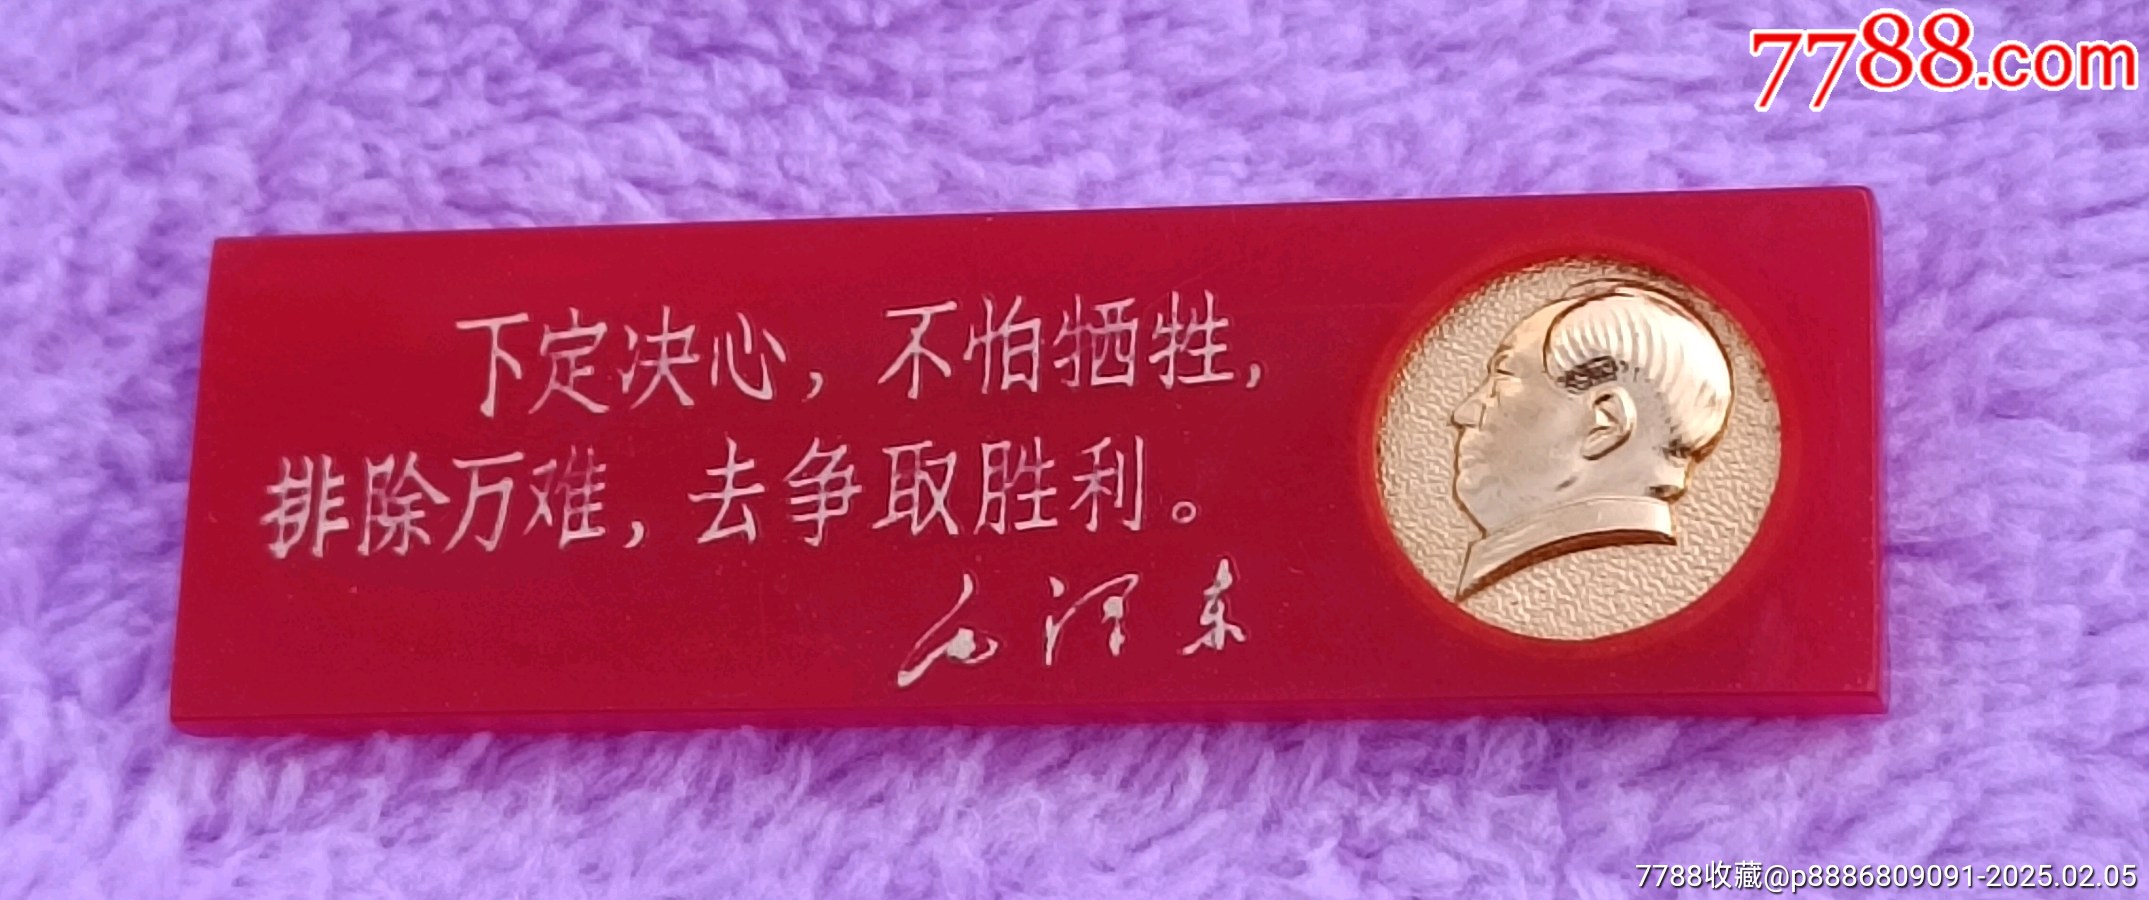 7788.com
下定决心，不怕牺牲，
排除万难，去争取胜利。
毛泽东
7788收藏@p8886809091-2025.02.05